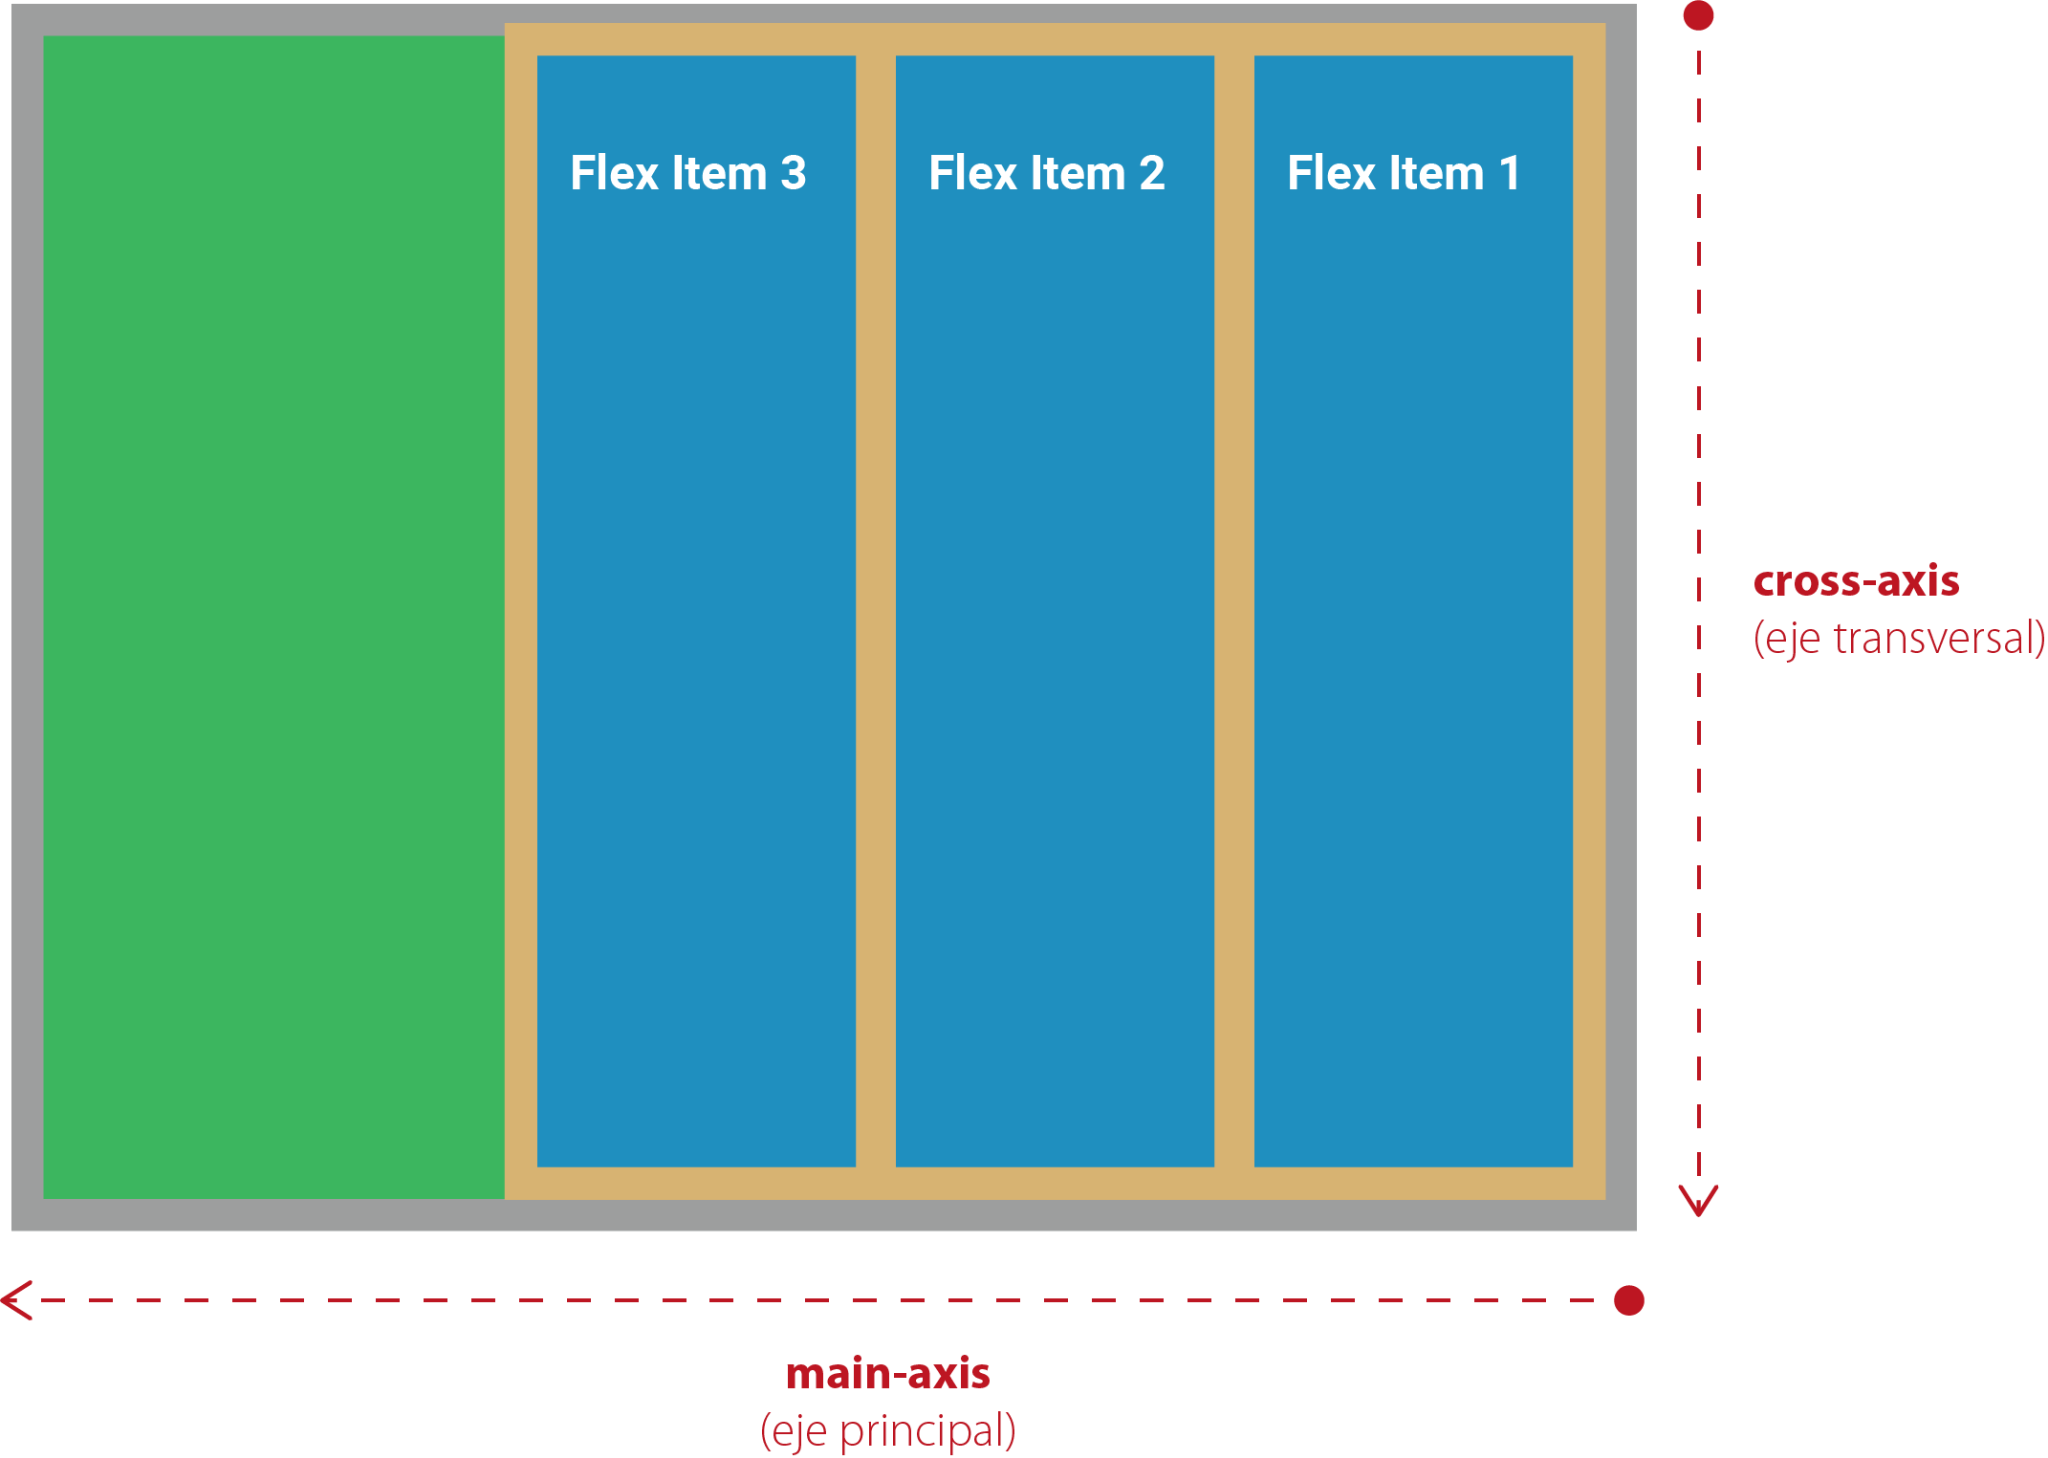 Flex Item 3
Flex Item 2
Flex Item 1
cross-axis
(eje transversal)
main-axis
(eje principal)